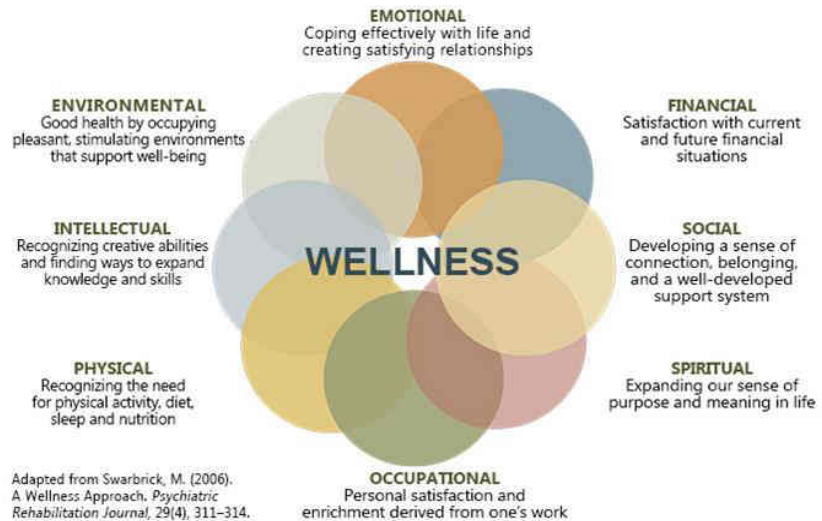 EMOTIONAL
Coping effectively with life and
creating satisfying relationships
ENVIRONMENTAL
Good health by occupying
pleasant, stimulating environments
that support well-being
FINANCIAL
Satisfaction with current
and future financial
situations
INTELLECTUAL
Recognizing creative abilities
and finding ways to expand
knowledge and skills
WELLNESS
SOCIAL
Developing a sense of
connection, belonging,
and a well-developed
support system
PHYSICAL
Recognizing the need
for physical activity, diet,
sleep and nutrition
SPIRITUAL
Expanding our sense of
purpose and meaning in life
OCCUPATIONAL
Personal satisfaction and
enrichment derived from one's work
Adapted from Swarbrick, M. (2006).
A Wellness Approach. Psychiatric
Rehabilitation Journal, 29(4), 311–314.